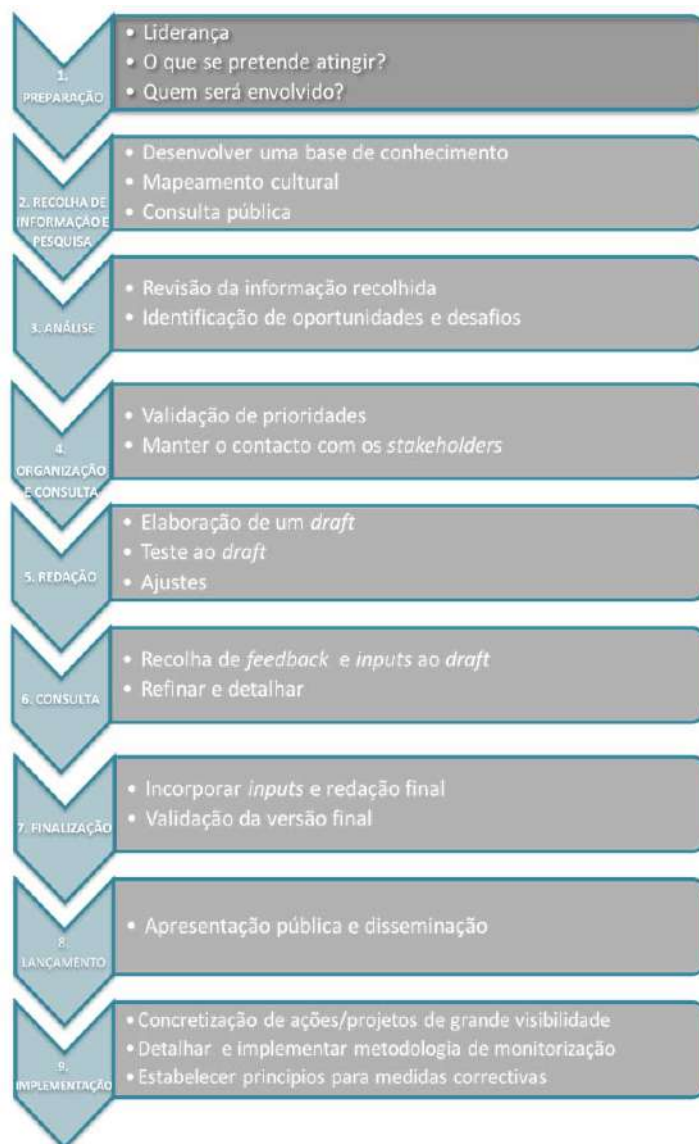 1.
PREPARAÇÃO
• Liderança
• O que se pretende atingir?
• Quem será envolvido?
2. RECOLHA DE
INFORMAÇÃO E
PESQUISA
• Desenvolver uma base de conhecimento
• Mapeamento cultural
• Consulta pública
3. ANÁLISE
• Revisão da informação recolhida
• Identificação de oportunidades e desafios
4.
ORGANIZAÇÃO
E CONSULTA
• Validação de prioridades
• Manter o contacto com os stakeholders
5. REDAÇÃO
• Elaboração de um draft
• Teste ao draft
• Ajustes
6. CONSULTA
• Recolha de feedback e inputs ao draft
• Refinar e detalhar
7. FINALIZAÇÃO
• Incorporar inputs e redação final
• Validação da versão final
8.
LANÇAMENTO
• Apresentação pública e disseminação
9.
IMPLEMENTAÇÃO
• Concretização de ações/projetos de grande visibilidade
• Detalhar e implementar metodologia de monitorização
• Estabelecer principios para medidas correctivas